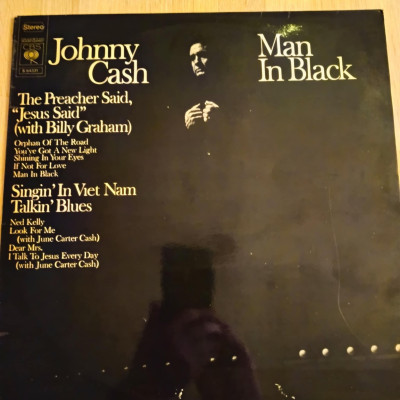 Stereo
CBS
Johnny
Cash
Man
In Black
The Preacher Said,
"Jesus Said"
(with Billy Graham)
Orphan Of The Road
You've Got A New Light
Shining In Your Eyes
If Not For Love
Man In Black
Singin' In Viet Nam
Talkin' Blues
Ned Kelly
Look For Me
(with June Carter Cash)
Dear Mrs.
I Talk To Jesus Every Day
(with June Carter Cash)